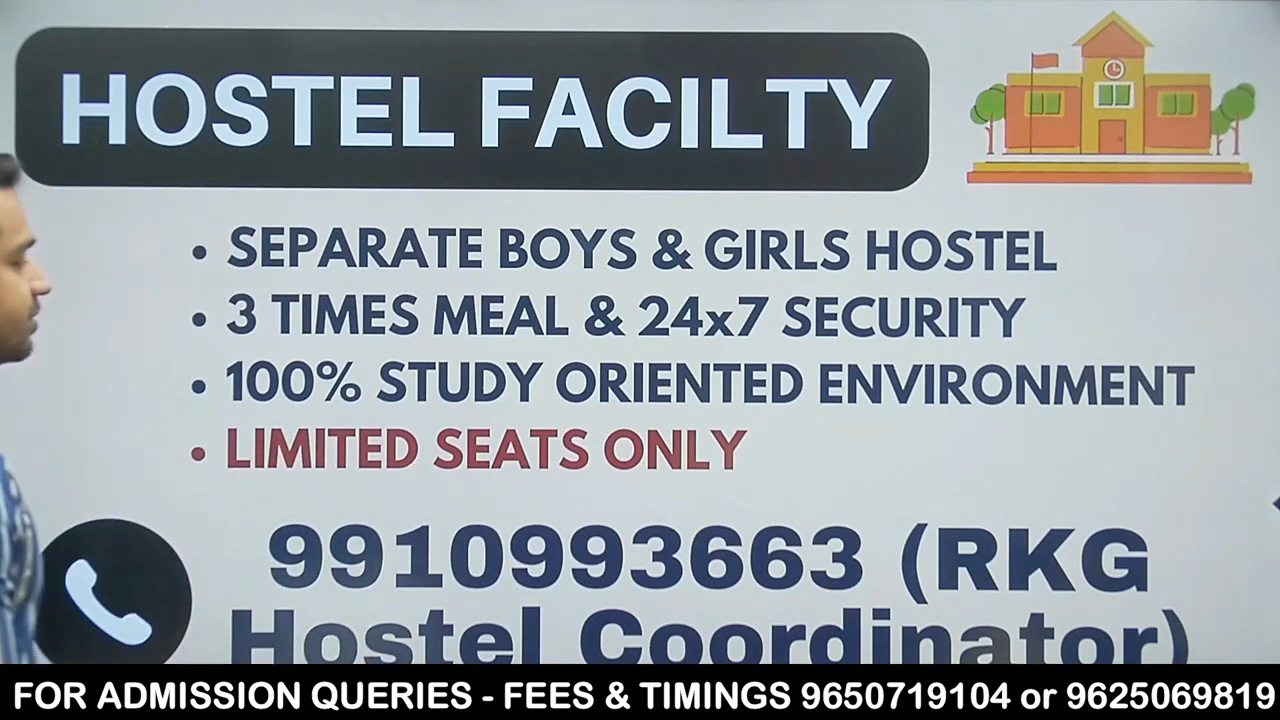 HOSTEL FACILTY
• SEPARATE BOYS & GIRLS HOSTEL
• 3 TIMES MEAL & 24x7 SECURITY
• 100% STUDY ORIENTED ENVIRONMENT
• LIMITED SEATS ONLY
9910993663 (RKG
Hostel Coordinator)
FOR ADMISSION QUERIES - FEES & TIMINGS 9650719104 or 9625069819